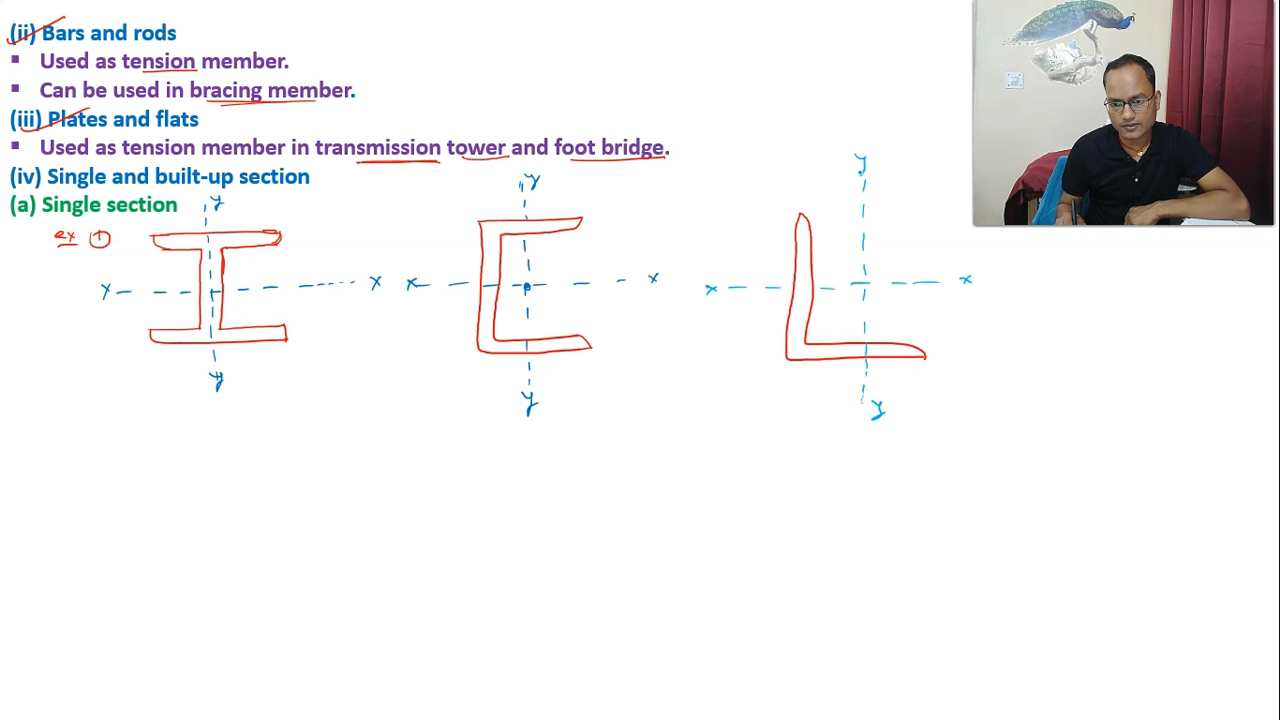 (ii) Bars and rods
▪ Used as tension member.
▪ Can be used in bracing member.
(iii) Plates and flats
▪ Used as tension member in transmission tower and foot bridge.
(iv) Single and built-up section
(a) Single section
ex ①
y
y
y
x x x x x x
y
y
y